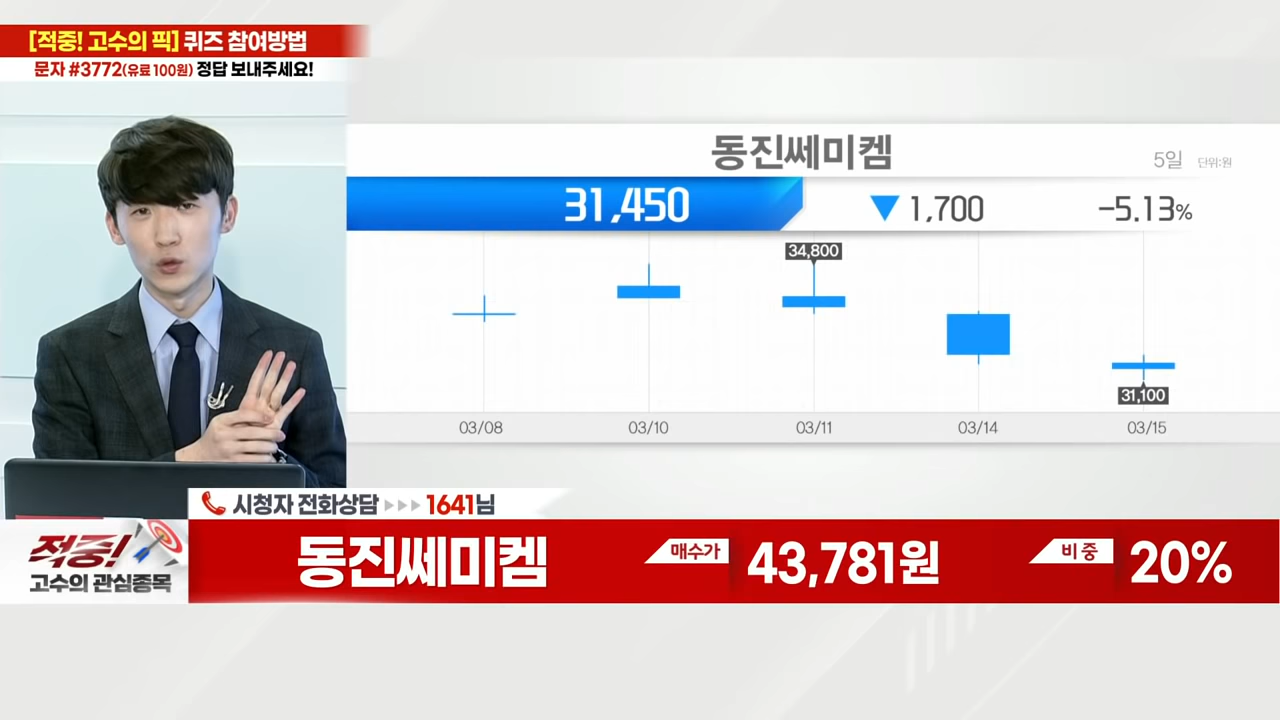 [적중! 고수의 픽] 퀴즈 참여방법
문자 #3772(유료 100원) 정답 보내주세요!
동진쎄미켐
5일 단위:원
31,450 ▼ 1,700 -5.13%
34,800
31,100
03/08 03/10 03/11 03/14 03/15
시청자 전화상담 ▶▶▶ 1641님
적중!
고수의 관심종목
동진쎄미켐 매수가 43,781원 비중 20%